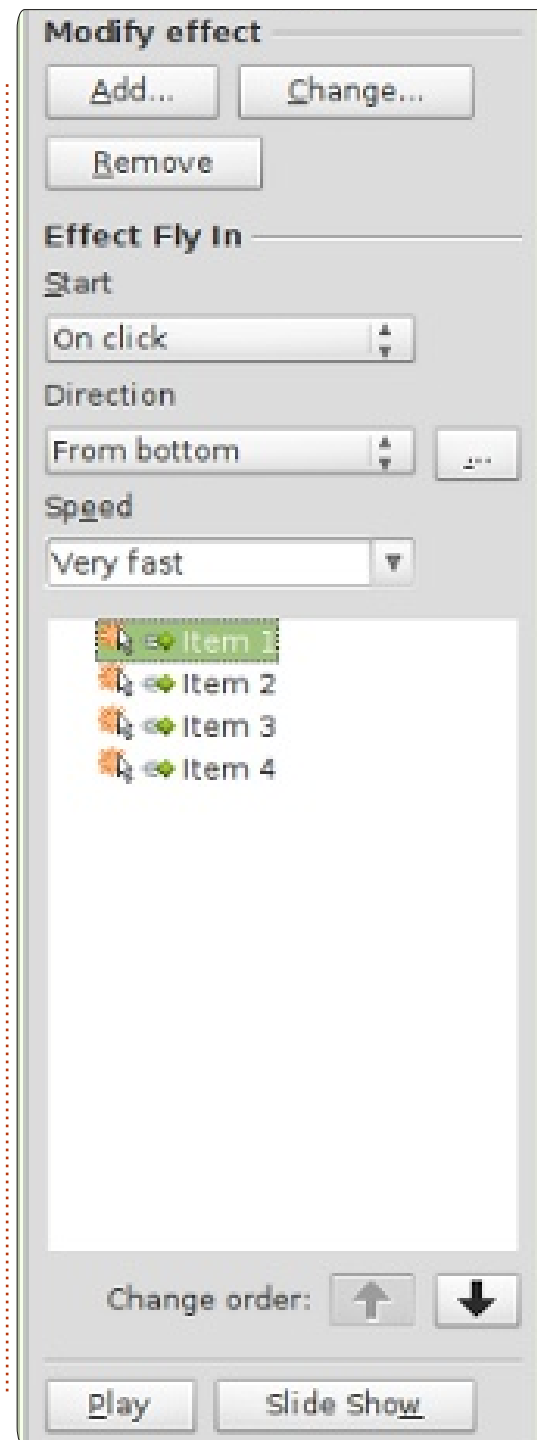 Modify effect
Add... Change...
Remove
Effect Fly In
Start
On click
Direction
From bottom ...
Speed
Very fast
Item 1
Item 2
Item 3
Item 4
Change order:
Play Slide Show